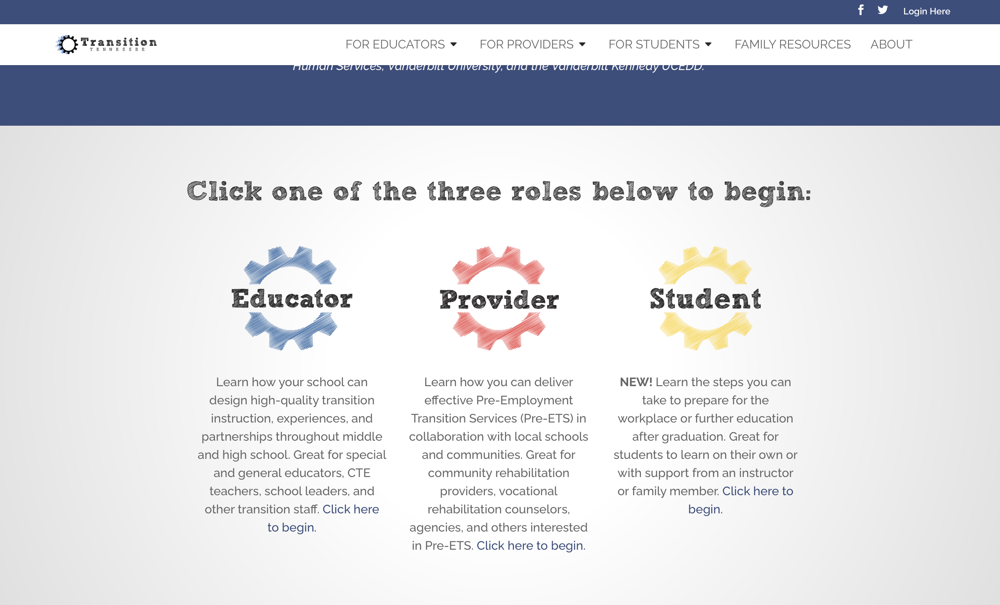 Login Here
Transition
TENNESSEE
FOR EDUCATORS
FOR PROVIDERS
FOR STUDENTS
FAMILY RESOURCES
ABOUT
Human Services, Vanderbilt University, and the Vanderbilt Kennedy UCEDD.
Click one of the three roles below to begin:
Educator
Learn how your school can
design high-quality transition
instruction, experiences, and
partnerships throughout middle
and high school. Great for special
and general educators, CTE
teachers, school leaders, and
other transition staff. Click here
to begin.
Provider
Learn how you can deliver
effective Pre-Employment
Transition Services (Pre-ETS) in
collaboration with local schools
and communities. Great for
community rehabilitation
providers, vocational
rehabilitation counselors,
agencies, and others interested
in Pre-ETS. Click here to begin.
Student
NEW! Learn the steps you can
take to prepare for the
workplace or further education
after graduation. Great for
students to learn on their own or
with support from an instructor
or family member. Click here to
begin.